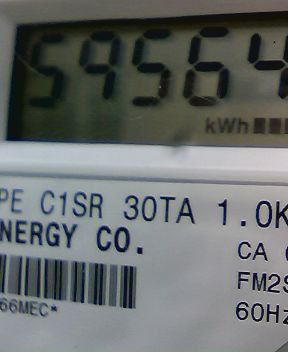 59564
kWh
PE C1SR 30TA 1.0K
NERGY CO.
CA
FM2S
66MEC*
60Hz